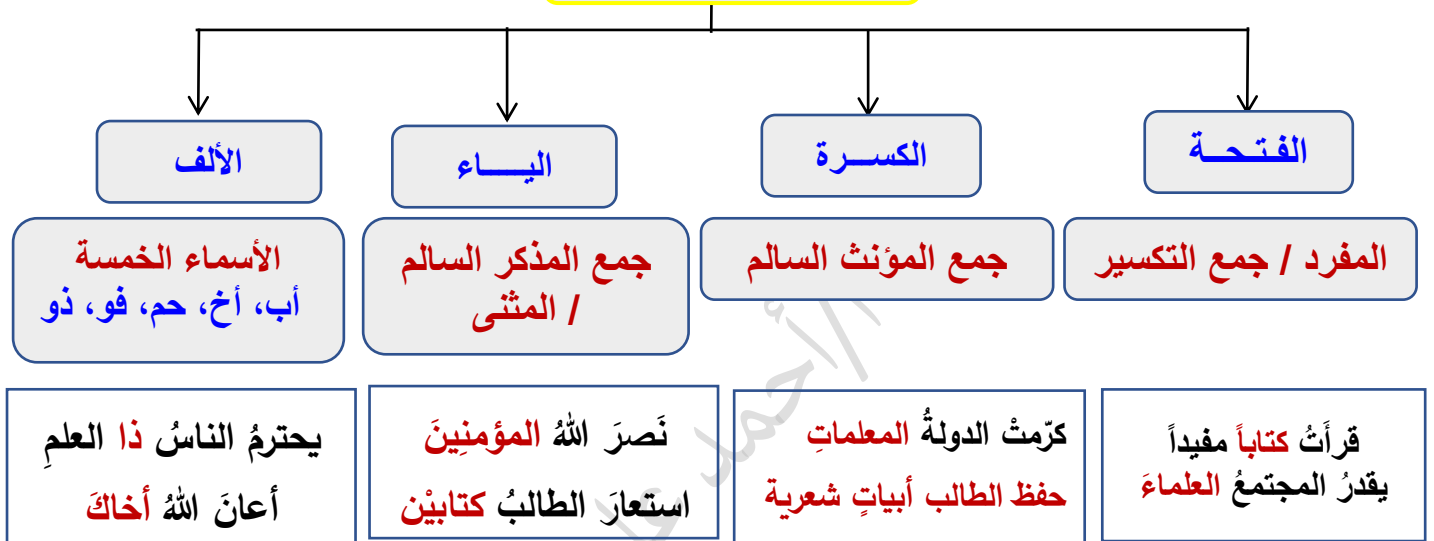 الفتحة
الكسرة
الياء
الألف
المفرد / جمع التكسير
جمع المؤنث السالم
جمع المذكر السالم
/ المثنى
الأسماء الخمسة
أب، أخ، حم، فو، ذو
قرأَتُ كتاباً مفيداً
يقدرُ المجتمعُ العلماءَ
كرّمتْ الدولةُ المعلماتِ
حفظ الطالب أبياتٍ شعرية
نَصرَ اللهُ المؤمنِينَ
استعارَ الطالبُ كتابيْن
يحترمُ الناسُ ذا العلمِ
أعانَ اللهُ أخاكَ
أ/أحمد